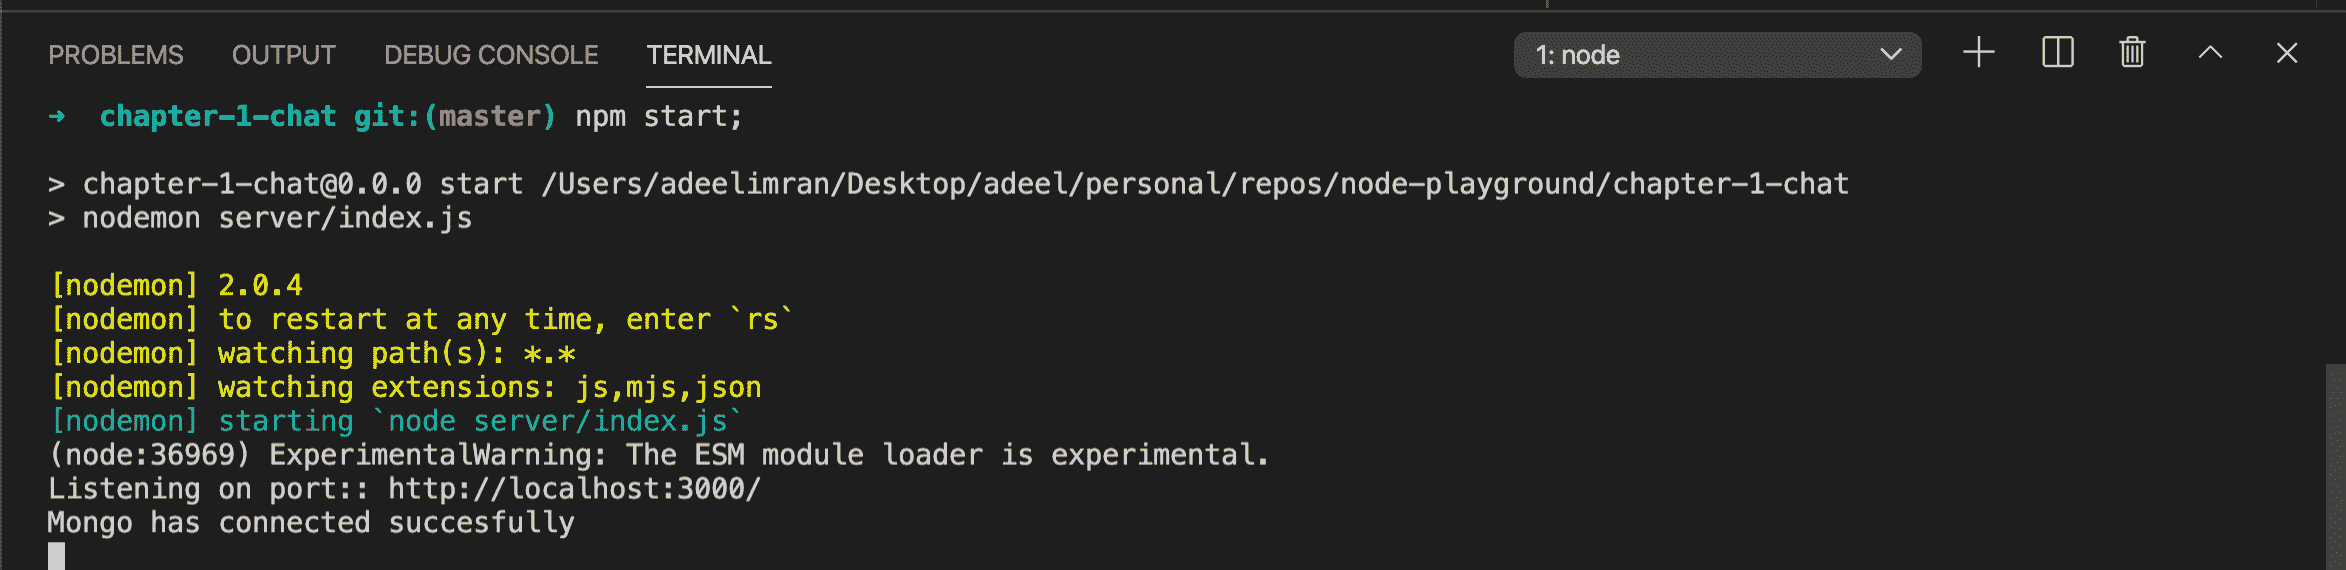 PROBLEMS OUTPUT DEBUG CONSOLE TERMINAL 1: node
→ chapter-1-chat git:(master) npm start;
> chapter-1-chat@0.0.0 start /Users/adeelimran/Desktop/adeel/personal/repos/node-playground/chapter-1-chat
> nodemon server/index.js
[nodemon] 2.0.4
[nodemon] to restart at any time, enter `rs`
[nodemon] watching path(s): *.*
[nodemon] watching extensions: js,mjs,json
[nodemon] starting `node server/index.js`
(node:36969) ExperimentalWarning: The ESM module loader is experimental.
Listening on port:: http://localhost:3000/
Mongo has connected succesfully